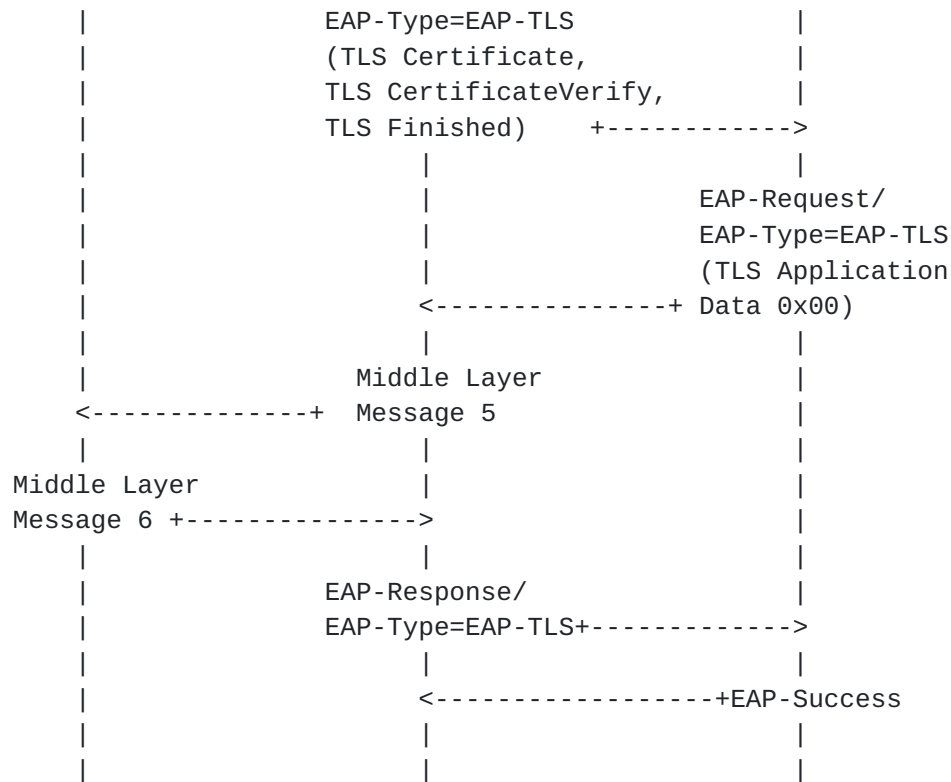 EAP-Type=EAP-TLS
(TLS Certificate,
TLS CertificateVerify,
TLS Finished)
EAP-Request/
EAP-Type=EAP-TLS
(TLS Application
Data 0x00)
Middle Layer
Message 5
Middle Layer
Message 6
EAP-Response/
EAP-Type=EAP-TLS
EAP-Success